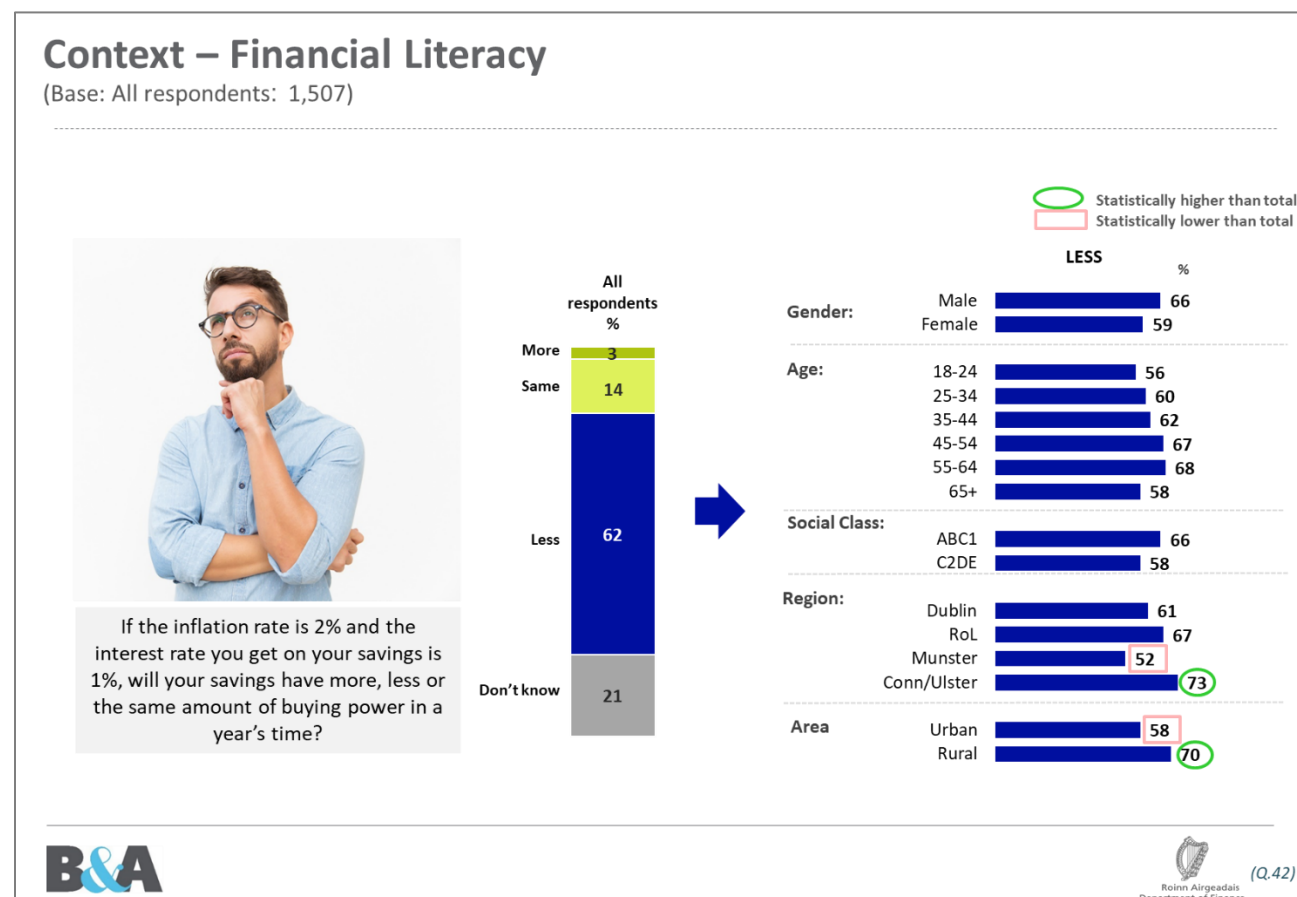 Context – Financial Literacy
(Base: All respondents: 1,507)
Statistically higher than total
Statistically lower than total
All
respondents
%
More
3
Same
14
Less
62
Don't know
21
If the inflation rate is 2% and the
interest rate you get on your savings is
1%, will your savings have more, less or
the same amount of buying power in a
year's time?
LESS
%
Gender:
Male 66
Female 59
Age:
18-24 56
25-34 60
35-44 62
45-54 67
55-64 68
65+ 58
Social Class:
ABC1 66
C2DE 58
Region:
Dublin 61
RoL 67
Munster 52
Conn/Ulster 73
Area
Urban 58
Rural 70
B&A
Roinn Airgeadais
Department of Finance
(Q.42)